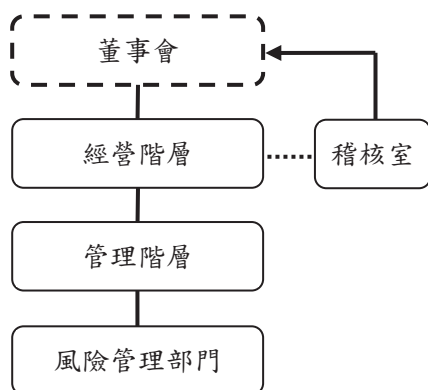 董事會
經營階層
稽核室
管理階層
風險管理部門